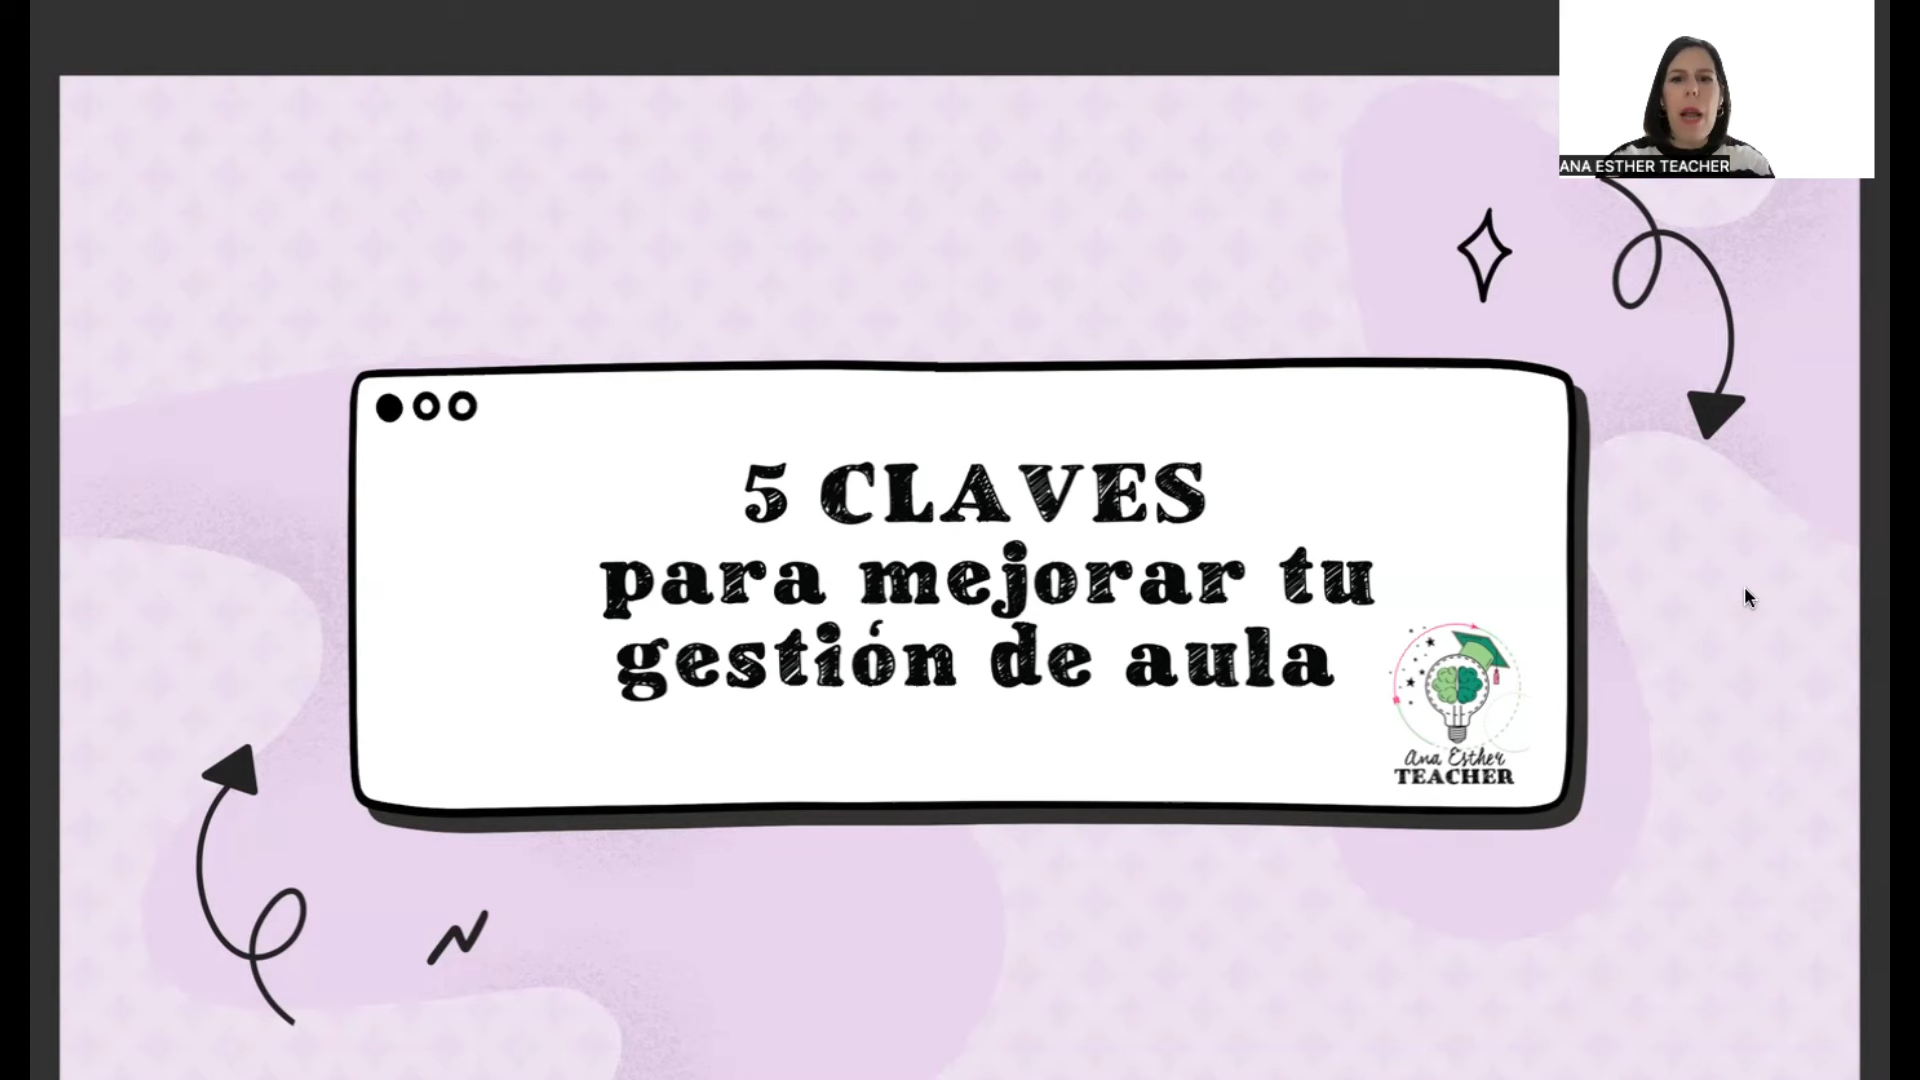 ANA ESTHER TEACHER
5 CLAVES
para mejorar tu
gestión de aula
Ana Esther
TEACHER